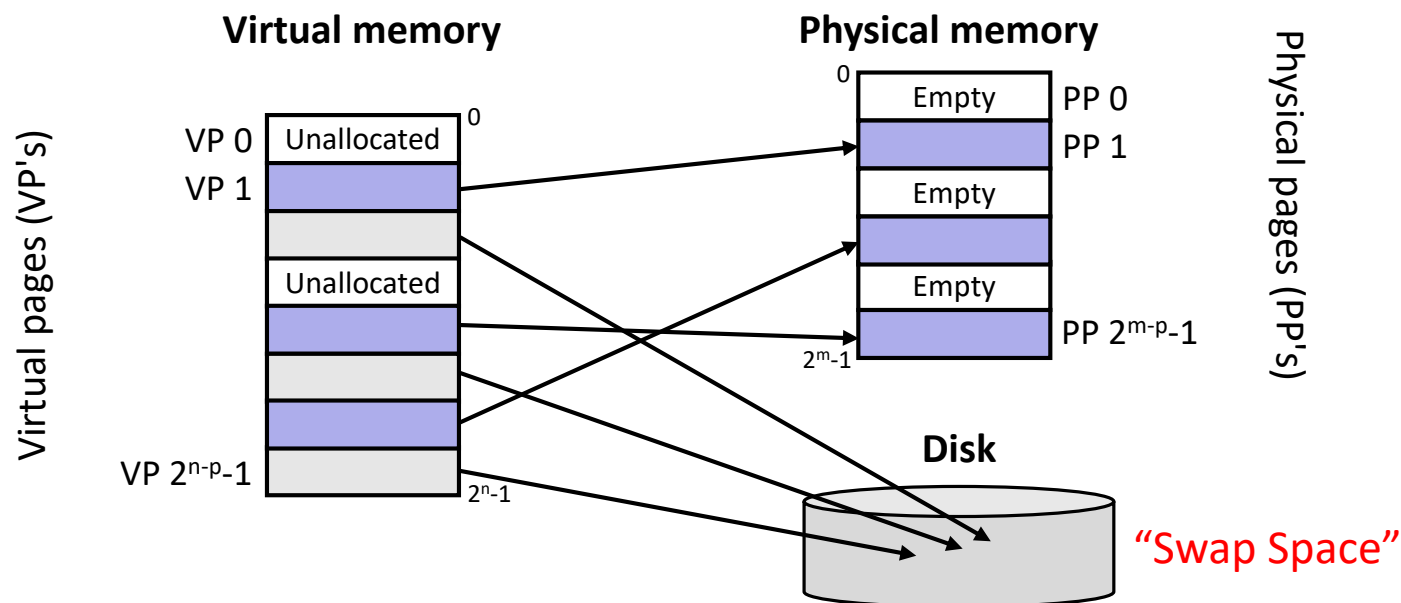 Virtual memory
Physical memory
Virtual pages (VP's)
Physical pages (PP's)
0
VP 0
Unallocated
VP 1
Unallocated
VP 2ⁿ⁻ᵖ-1
2ⁿ-1
0
Empty
PP 0
PP 1
Empty
Empty
PP 2ᵐ⁻ᵖ-1
2ᵐ-1
Disk
“Swap Space”